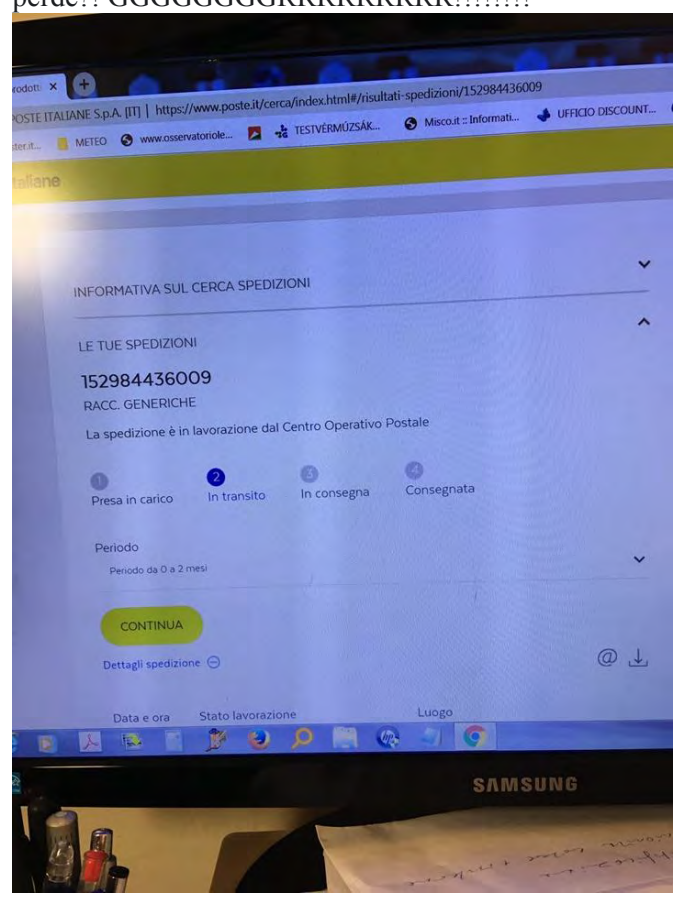 perde?? GGGGGGGGGRRRRRRRRRR!!!!!!!!
rodotti
POSTE ITALIANE S.p.A. [IT] | https://www.poste.it/cerca/index.html#/risultati-spedizioni/152984436009
METEO www.osservatoriole... TESTVÉRMÚZSÁK... Misco.it :: Informati... UFFICIO DISCOUNT...
taliane
INFORMATIVA SUL CERCA SPEDIZIONI
LE TUE SPEDIZIONI
152984436009
RACC. GENERICHE
La spedizione è in lavorazione dal Centro Operativo Postale
1 2 3 4
Presa in carico In transito In consegna Consegnata
Periodo
Periodo da 0 a 2 mesi
CONTINUA
Dettagli spedizione
Data e ora Stato lavorazione Luogo
SAMSUNG